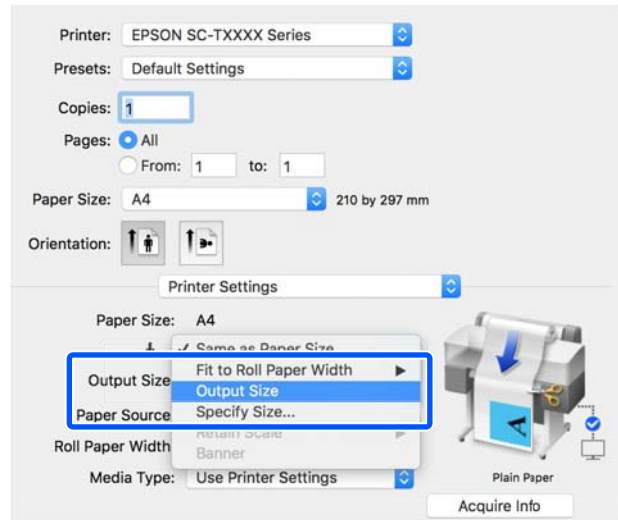 Printer: EPSON SC-TXXXX Series
Presets: Default Settings
Copies: 1
Pages: All
From: 1 to: 1
Paper Size: A4 210 by 297 mm
Orientation:
Printer Settings
Paper Size: A4
✓ Same as Paper Size
Output Size Fit to Roll Paper Width ▶
Output Size
Paper Source Specify Size...
Roll Paper Width Retain Scale ▶
Banner
Media Type: Use Printer Settings
Plain Paper
Acquire Info